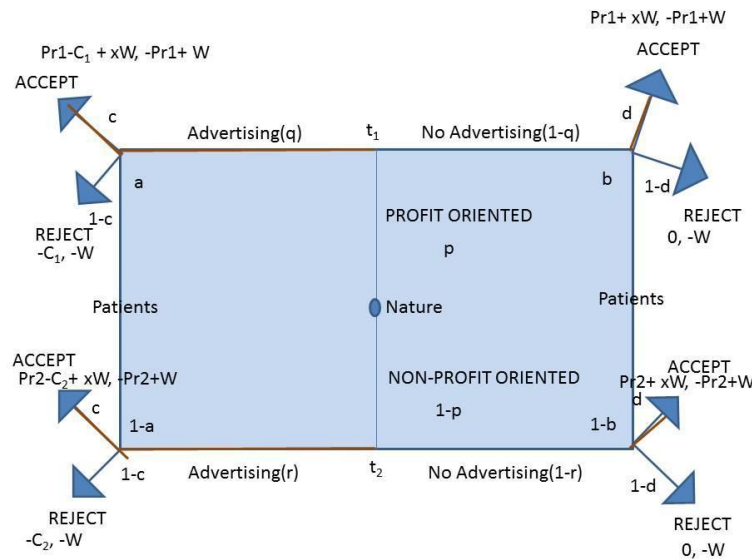 Pr1+ xW, -Pr1+W
Pr1-C₁ + xW, -Pr1+ W
ACCEPT
ACCEPT
c
d
Advertising(q)
t₁
No Advertising(1-q)
a
b
1-d
1-c
REJECT
-C₁, -W
PROFIT ORIENTED
REJECT
0, -W
p
Patients
Nature
Patients
ACCEPT
Pr2-C₂+ xW, -Pr2+W
NON-PROFIT ORIENTED
ACCEPT
Pr2+ xW, -Pr2+W
c
d
1-p
1-a
1-b
1-c
Advertising(r)
t₂
No Advertising(1-r)
1-d
REJECT
-C₂, -W
REJECT
0, -W